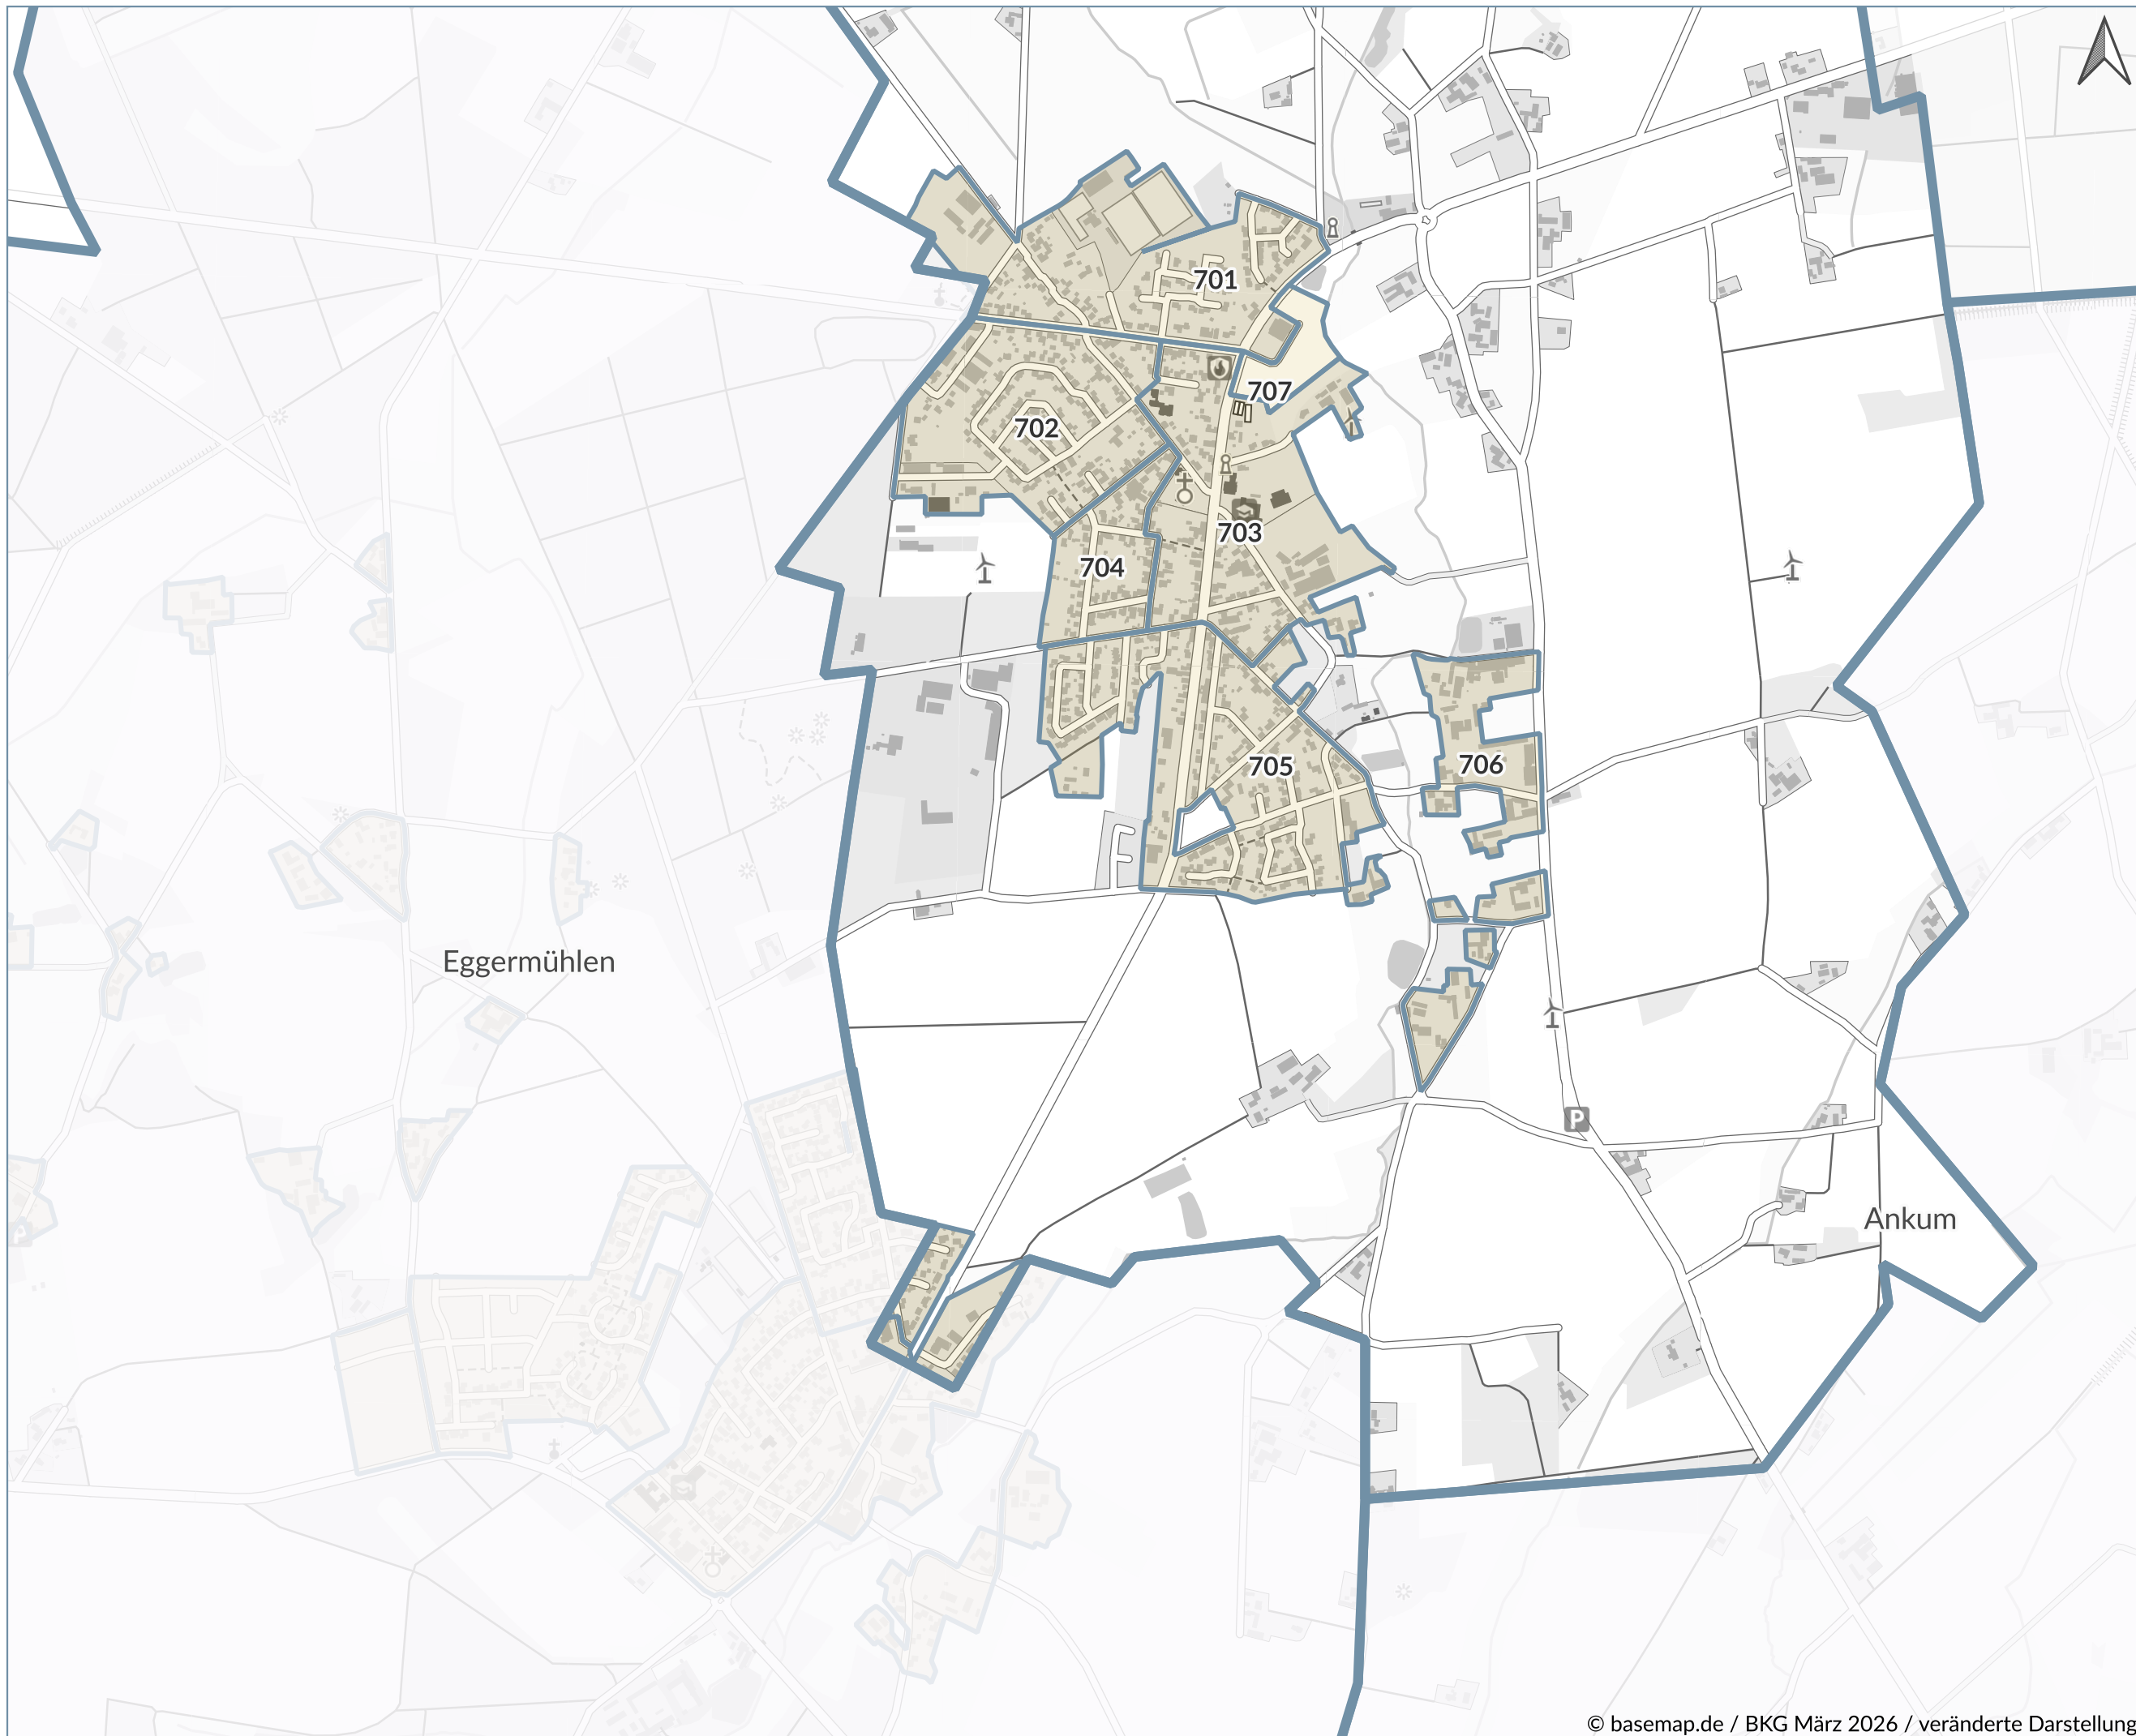 701
707
702
703
704
705
706
Eggermühlen
P
Ankum
© basemap.de / BKG März 2026 / veränderte Darstellung